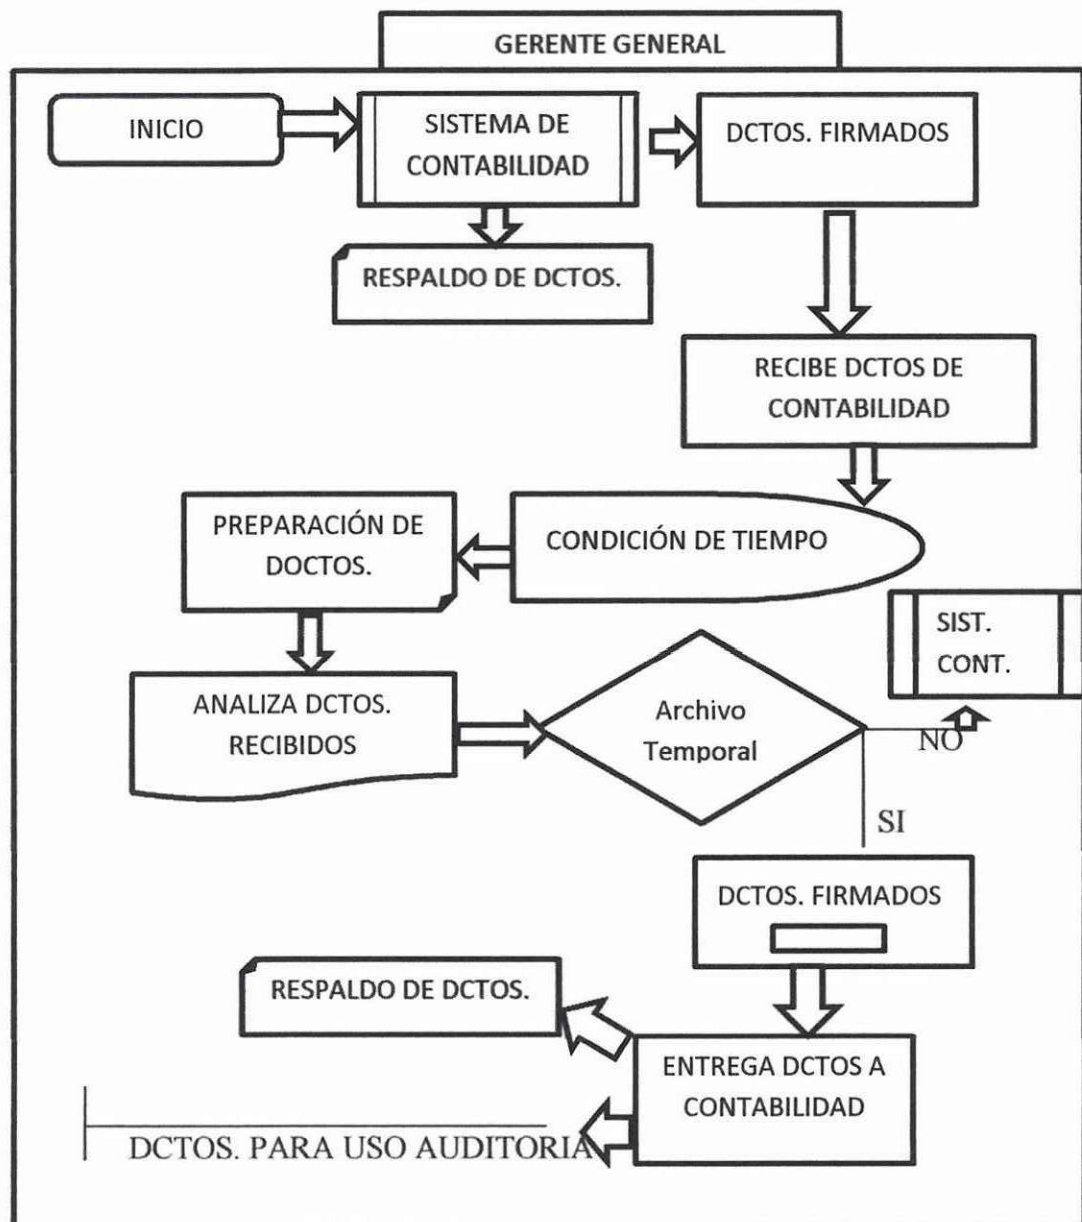 GERENTE GENERAL
INICIO
SISTEMA DE
CONTABILIDAD
DCTOS. FIRMADOS
RESPALDO DE DCTOS.
RECIBE DCTOS DE
CONTABILIDAD
CONDICIÓN DE TIEMPO
PREPARACIÓN DE
DOCTOS.
SIST.
CONT.
ANALIZA DCTOS.
RECIBIDOS
Archivo
Temporal
NO
SI
DCTOS. FIRMADOS
RESPALDO DE DCTOS.
ENTREGA DCTOS A
CONTABILIDAD
DCTOS. PARA USO AUDITORIA